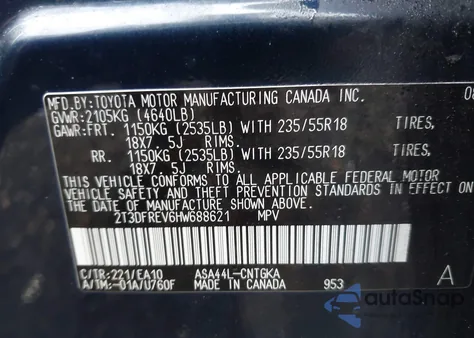 MFD.BY:TOYOTA MOTOR MANUFACTURING CANADA INC.
GVWR:2105KG (4640LB)
GAWR:FRT. 1150KG (2535LB) WITH 235/55R18 TIRES,
18X7. 5J RIMS.
RR. 1150KG (2535LB) WITH 235/55R18 TIRES,
18X7. 5J RIMS.
THIS VEHICLE CONFORMS TO ALL APPLICABLE FEDERAL MOTOR
VEHICLE SAFETY AND THEFT PREVENTION STANDARDS IN EFFECT ON
THE DATE OF MANUFACTURE SHOWN ABOVE.
2T3DFREV6HW688621 MPV
C/TR:221/EA10 ASA44L-CNTGKA A
A/TM:-01A/U760F MADE IN CANADA 953
autoSnap